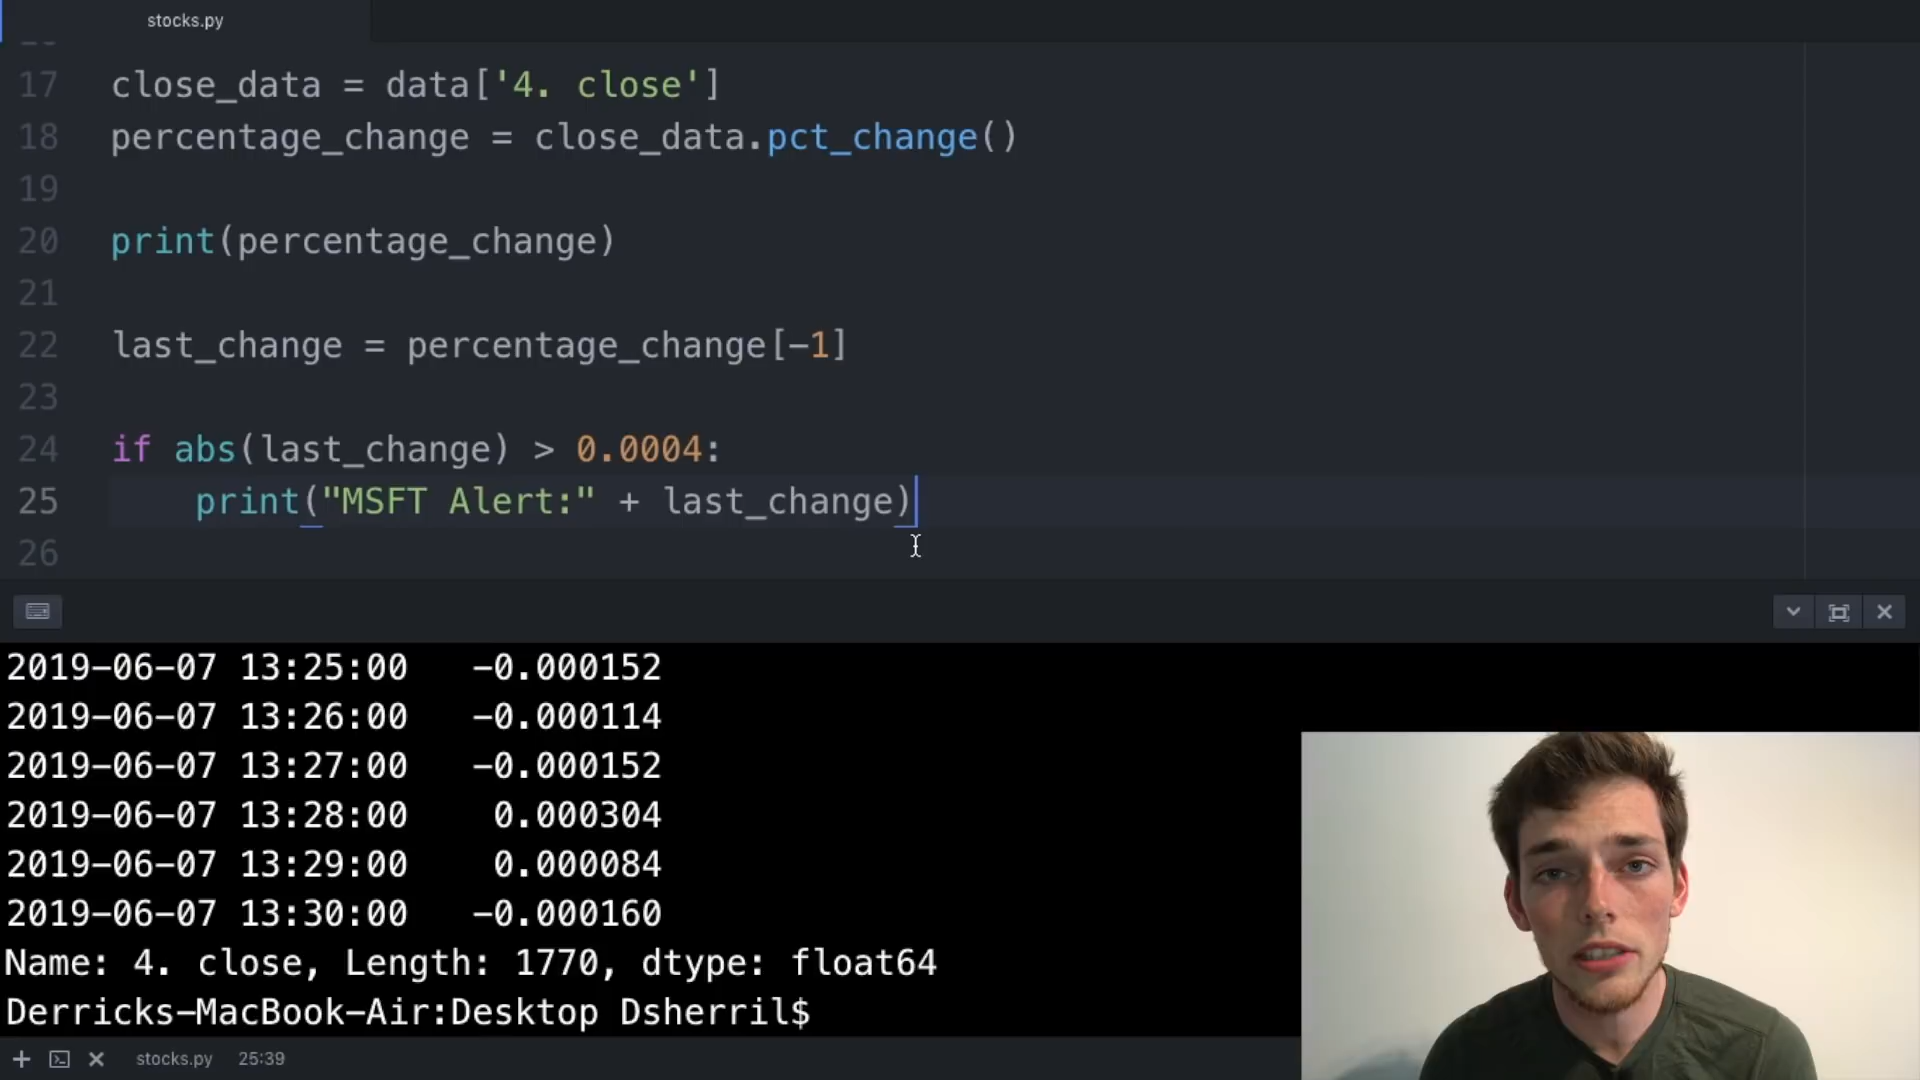 stocks.py
17 close_data = data['4. close']
18 percentage_change = close_data.pct_change()
19
20 print(percentage_change)
21
22 last_change = percentage_change[-1]
23
24 if abs(last_change) > 0.0004:
25 print("MSFT Alert:" + last_change)
26
2019-06-07 13:25:00 -0.000152
2019-06-07 13:26:00 -0.000114
2019-06-07 13:27:00 -0.000152
2019-06-07 13:28:00 0.000304
2019-06-07 13:29:00 0.000084
2019-06-07 13:30:00 -0.000160
Name: 4. close, Length: 1770, dtype: float64
Derricks-MacBook-Air:Desktop Dsherril$
stocks.py 25:39